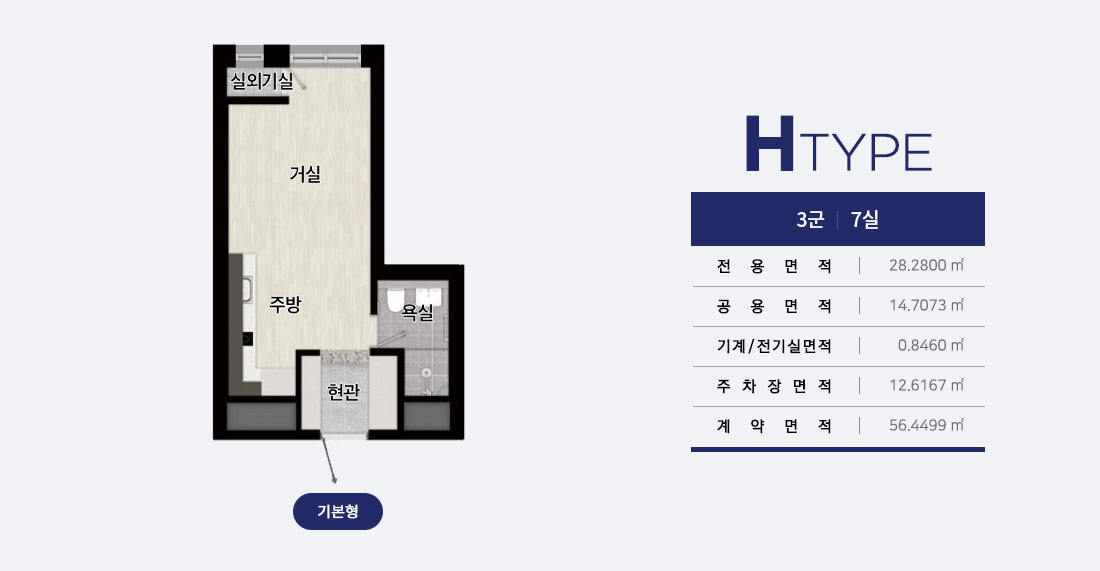 실외기실
거실
주방
욕실
현관
기본형
H TYPE
3군 | 7실
전용면적 | 28.2800 ㎡
공용면적 | 14.7073 ㎡
기계/전기실면적 | 0.8460 ㎡
주차장면적 | 12.6167 ㎡
계약면적 | 56.4499 ㎡